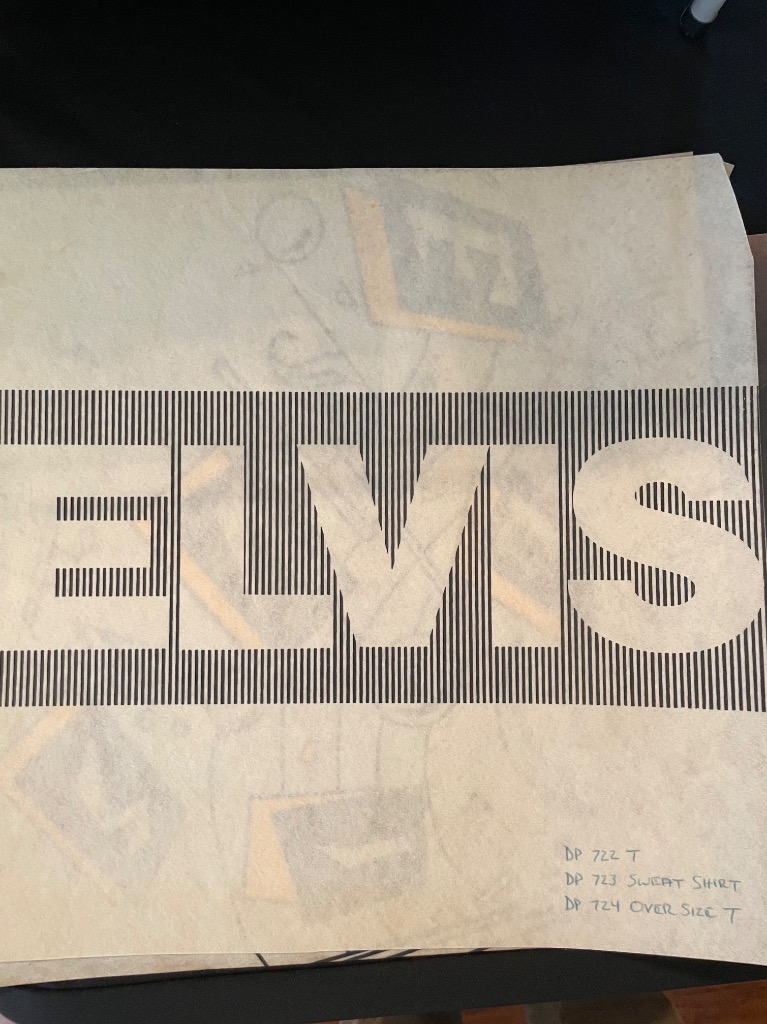 ELVIS
DP 722 T
DP 723 SWEAT SHIRT
DP 724 OVER SIZE T